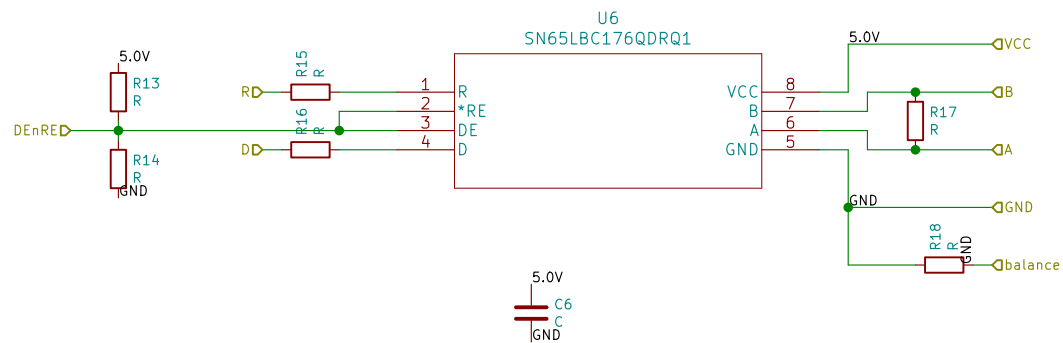 U6
SN65LBC176QDRQ1
5.0V
R13
R
DEnRE
R14
R
GND
R15
R
R
R16
R
D
1
2
3
4
R
*RE
DE
D
VCC
B
A
GND
8
7
6
5
5.0V
VCC
B
R17
R
A
GND
GND
R18
R
GND
balance
5.0V
C6
C
GND